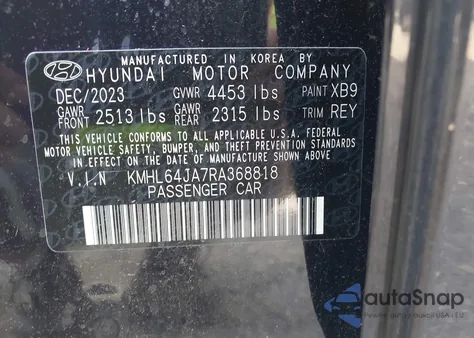 MANUFACTURED IN KOREA BY
HYUNDAI MOTOR COMPANY
DEC/2023 GVWR 4453 lbs PAINT XB9
GAWR FRONT 2513 lbs GAWR REAR 2315 lbs TRIM REY
THIS VEHICLE CONFORMS TO ALL APPLICABLE U.S.A. FEDERAL
MOTOR VEHICLE SAFETY, BUMPER, AND THEFT PREVENTION STANDARDS
IN EFFECT ON THE DATE OF MANUFACTURE SHOWN ABOVE.
V.I.N KMHL64JA7RA368818
PASSENGER CAR
autaSnap